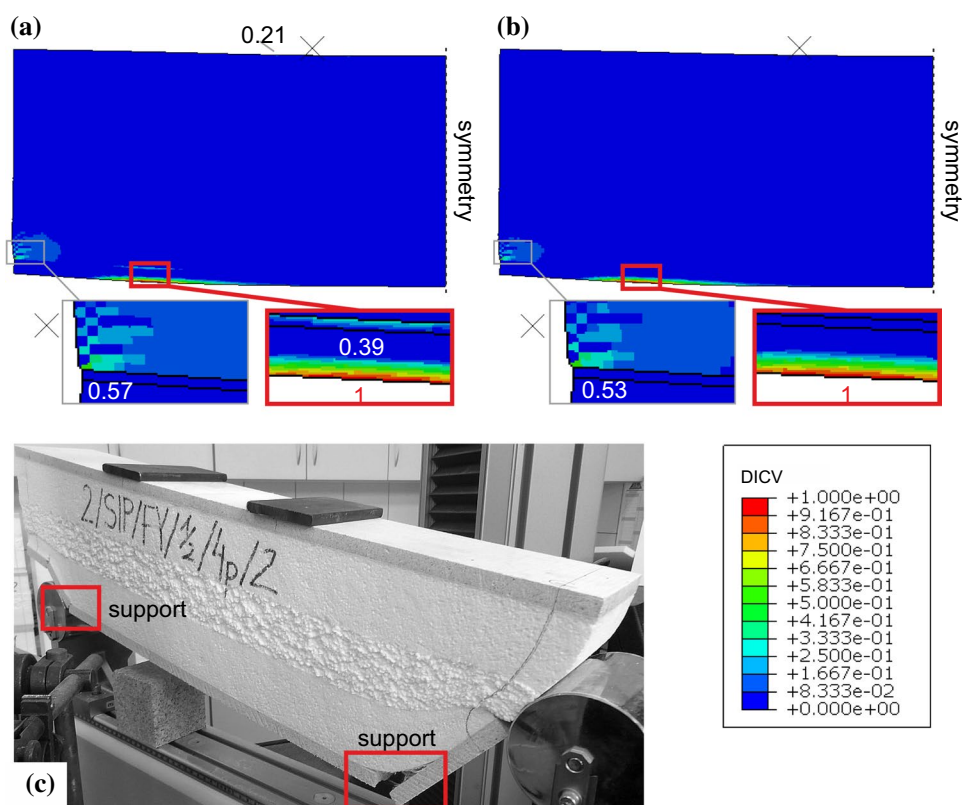 (a)
0.21
symmetry
0.57
0.39
1
(b)
symmetry
0.53
1
2/SIP/FY/1/2/4p/2
support
support
(c)
DICV
+1.000e+00
+9.167e-01
+8.333e-01
+7.500e-01
+6.667e-01
+5.833e-01
+5.000e-01
+4.167e-01
+3.333e-01
+2.500e-01
+1.667e-01
+8.333e-02
+0.000e+00